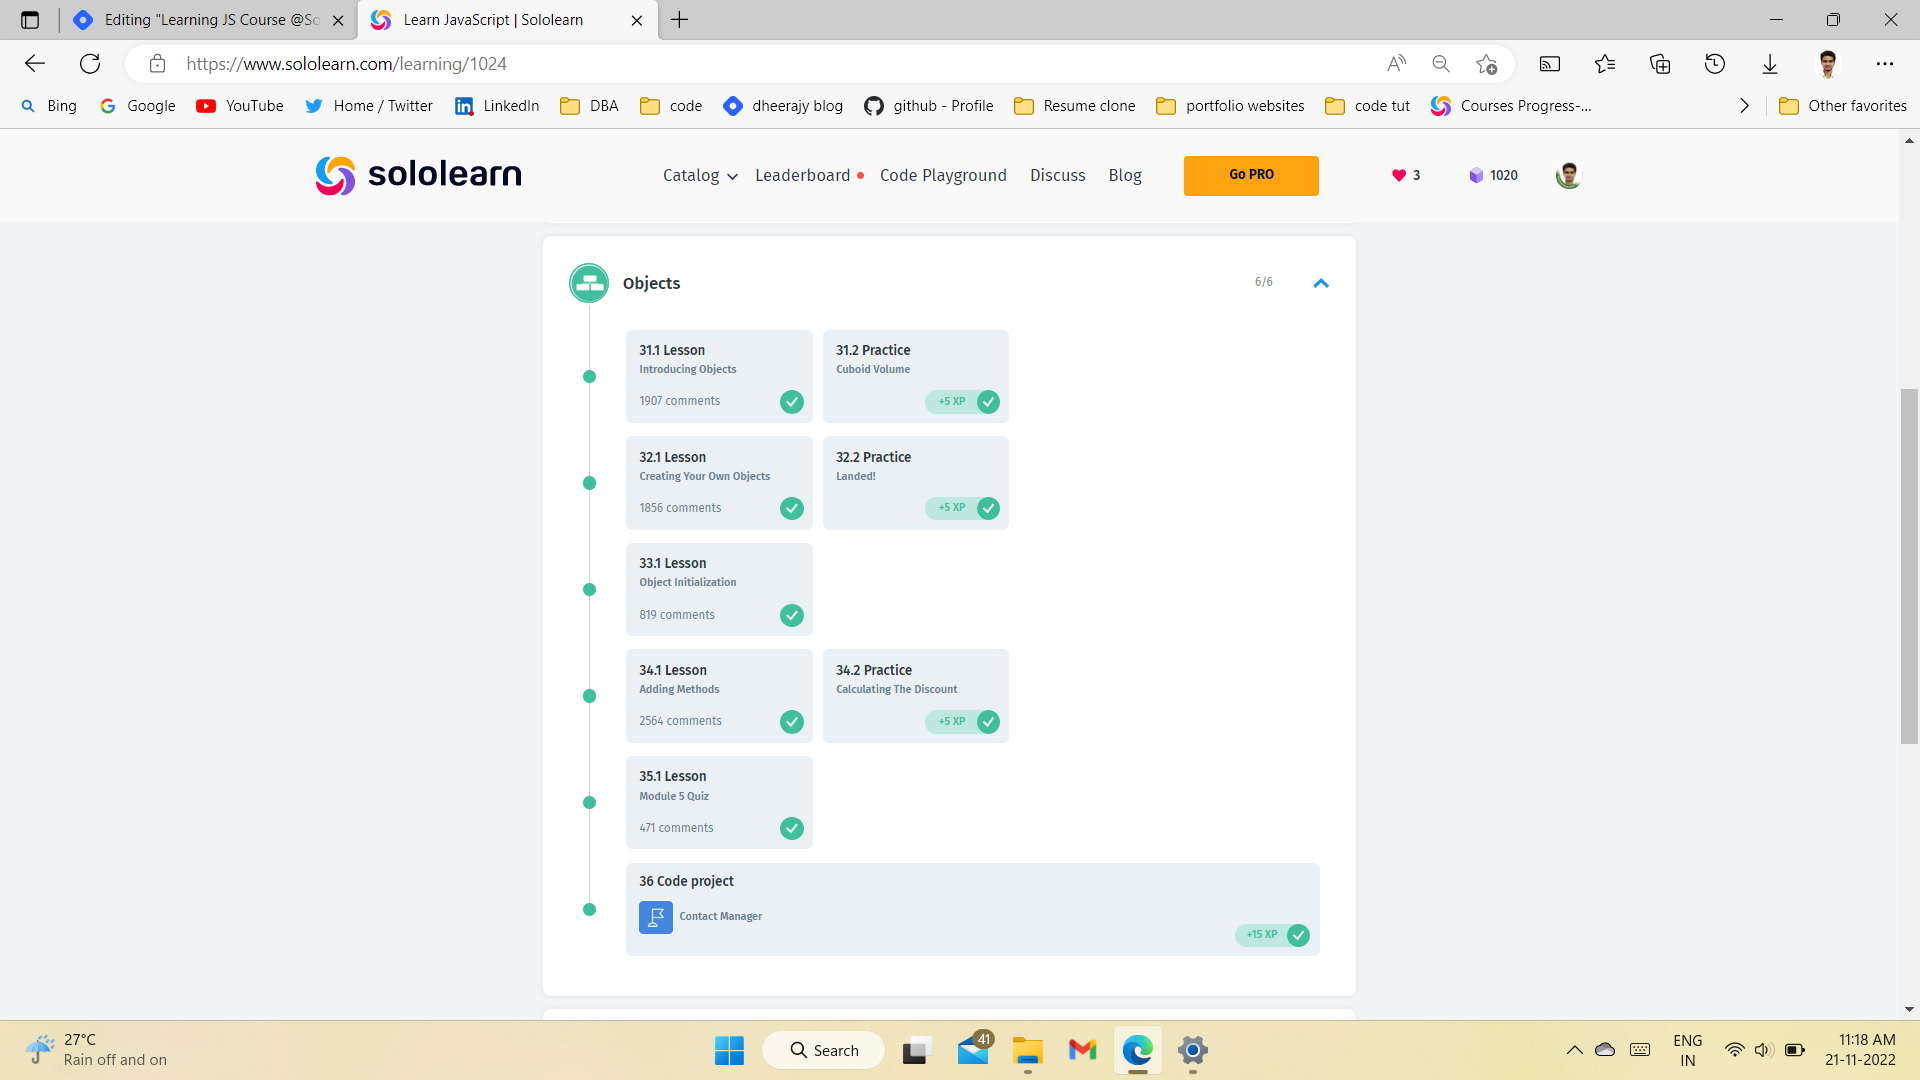 Editing "Learning JS Course @So
Learn JavaScript | Sololearn
https://www.sololearn.com/learning/1024
Bing
Google
YouTube
Home / Twitter
LinkedIn
DBA
code
dheerajy blog
github - Profile
Resume clone
portfolio websites
code tut
Courses Progress-...
Other favorites
sololearn
Catalog
Leaderboard
Code Playground
Discuss
Blog
Go PRO
3
1020
Objects
6/6
31.1 Lesson
Introducing Objects
1907 comments
31.2 Practice
Cuboid Volume
+5 XP
32.1 Lesson
Creating Your Own Objects
1856 comments
32.2 Practice
Landed!
+5 XP
33.1 Lesson
Object Initialization
819 comments
34.1 Lesson
Adding Methods
2564 comments
34.2 Practice
Calculating The Discount
+5 XP
35.1 Lesson
Module 5 Quiz
471 comments
36 Code project
Contact Manager
+15 XP
27°C
Rain off and on
Search
41
ENG
IN
11:18 AM
21-11-2022